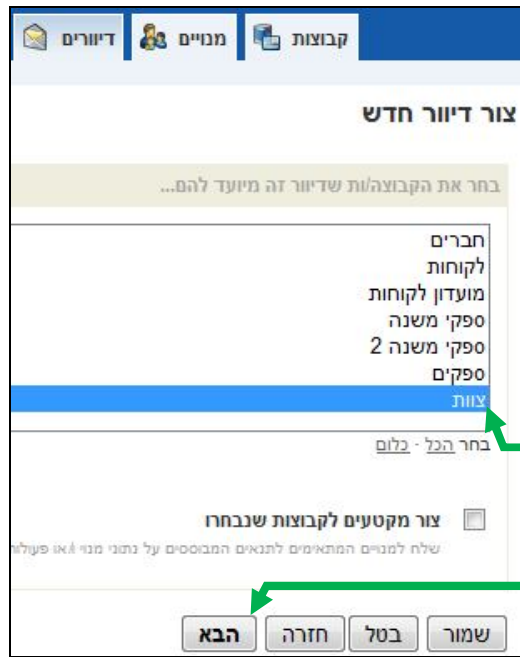 קבוצות מנויים דיוורים
צור דיוור חדש
בחר את הקבוצה/ות שדיוור זה מיועד להם...
חברים
לקוחות
מועדון לקוחות
ספקי משנה
ספקי משנה 2
ספקים
צוות
בחר הכל · כלום
צור מקטעים לקבוצות שנבחרו
שלח למנויים המתאימים לתנאים המבוססים על נתוני מנוי ו/או פעולות
שמור בטל חזרה הבא